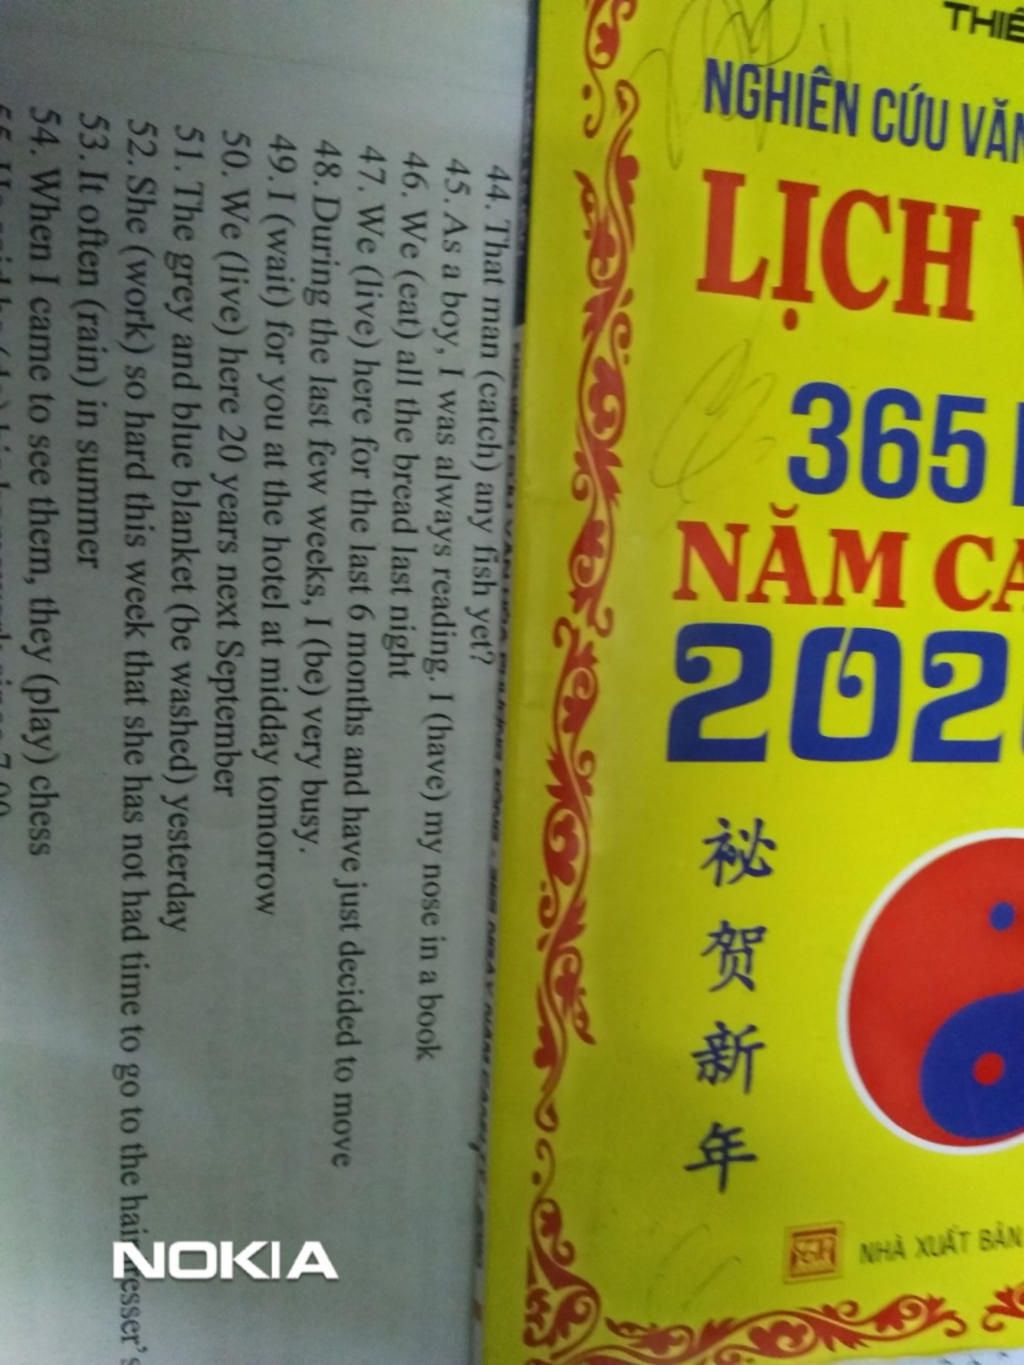 44. That man (catch) any fish yet?
45. As a boy, I was always reading. I (have) my nose in a book
46. We (eat) all the bread last night
47. We (live) here for the last 6 months and have just decided to move
48. During the last few weeks, I (be) very busy.
49. I (wait) for you at the hotel at midday tomorrow
50. We (live) here 20 years next September
51. The grey and blue blanket (be washed) yesterday
52. She (work) so hard this week that she has not had time to go to the
53. It often (rain) in summer
54. When I came to see them, they (play) chess
NGHIÊN CỨU VĂN
LỊCH
365
NĂM CA
202
祕
贺
新
年
NHÀ XUẤT BẢN
NOKIA